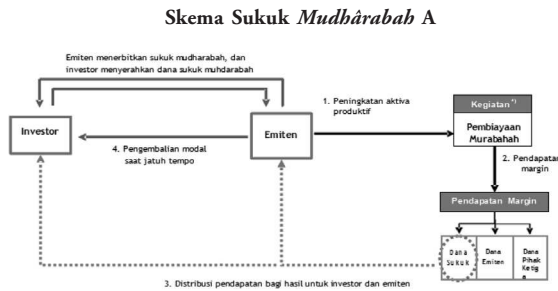 Skema Sukuk Mudhârabah A
Emiten menerbitkan sukuk mudharabah, dan
investor menyerahkan dana sukuk muhdarabah
Investor
Emiten
1. Peningkatan aktiva
produktif
Kegiatan *)
Pembiayaan
Murabahah
4. Pengembalian modal
saat jatuh tempo
2. Pendapatan
margin
Pendapatan Margin
Dana
Sukuk
Dana
Emiten
Dana
Pihak
Ketig
a
3. Distribusi pendapatan bagi hasil untuk investor dan emiten